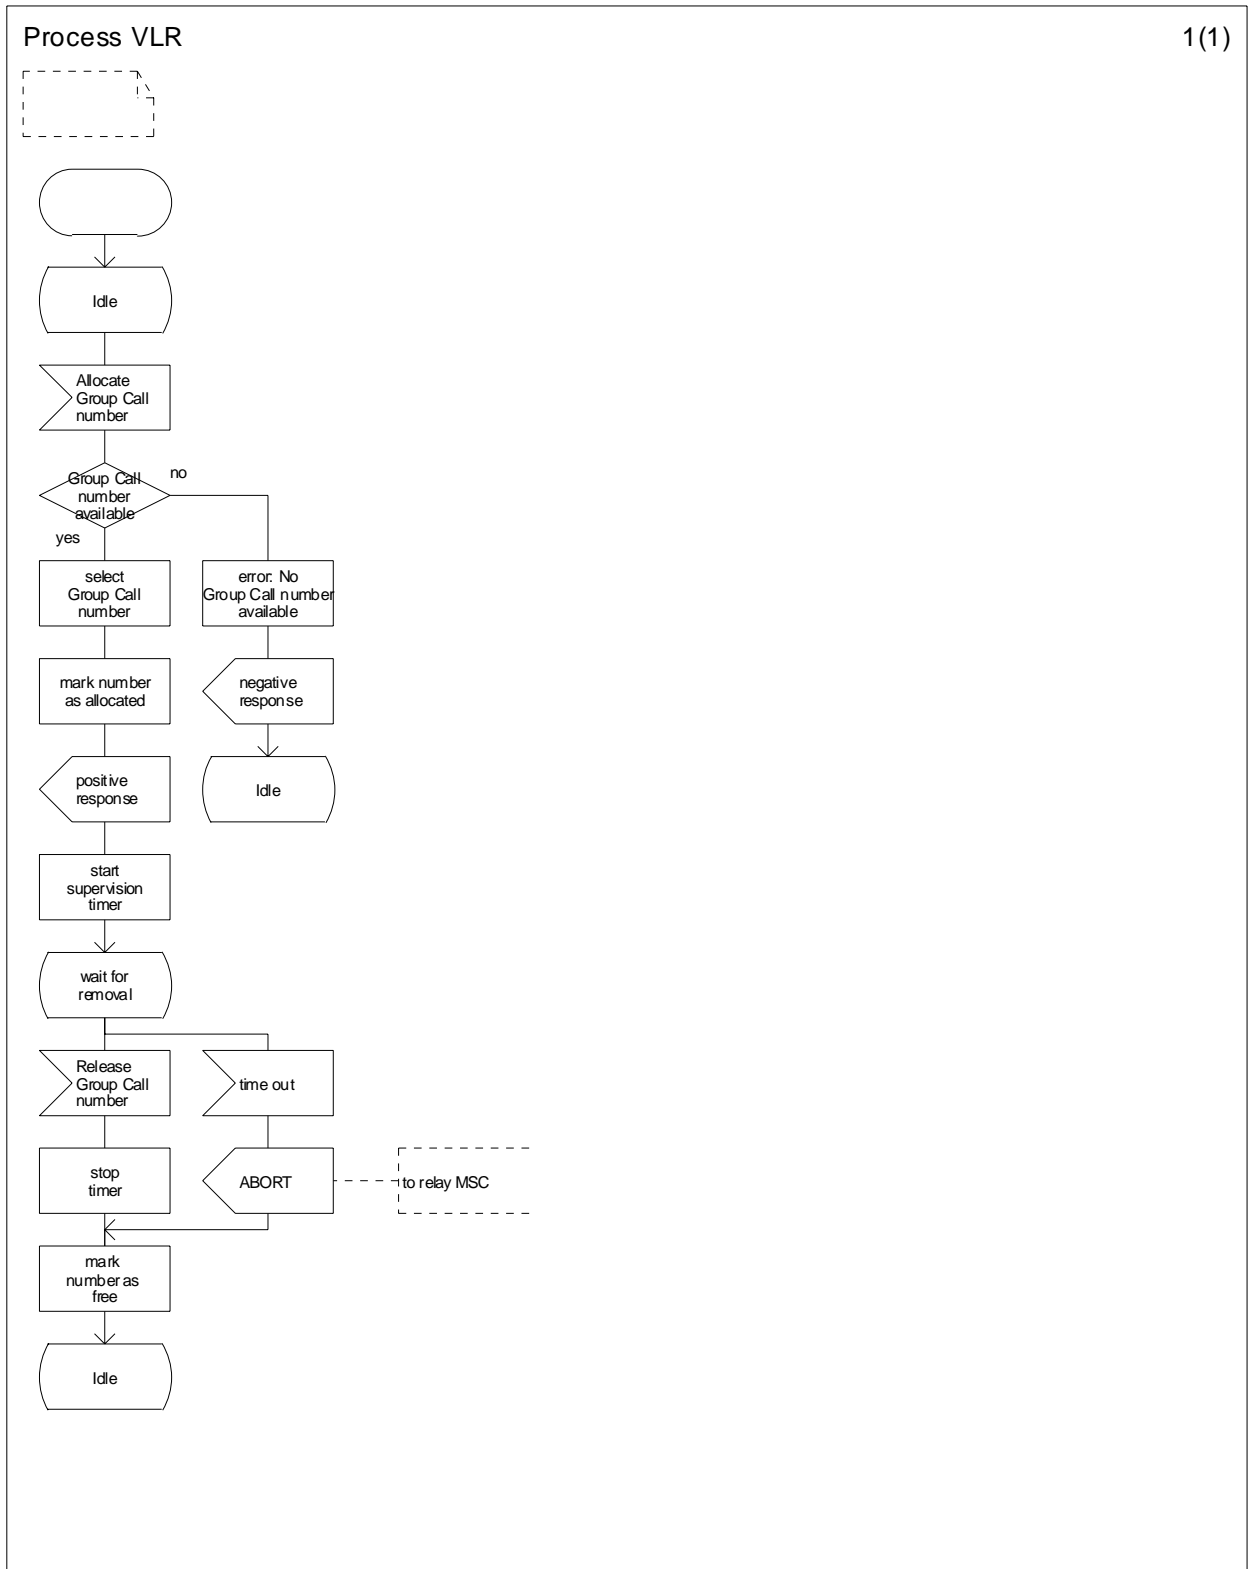 Process VLR
1(1)
Idle
Allocate
Group Call
number
Group Call
number
available
no
yes
select
Group Call
number
error: No
Group Call number
available
mark number
as allocated
negative
response
positive
response
Idle
start
supervision
timer
wait for
removal
Release
Group Call
number
time out
stop
timer
ABORT
to relay MSC
mark
number as
free
Idle